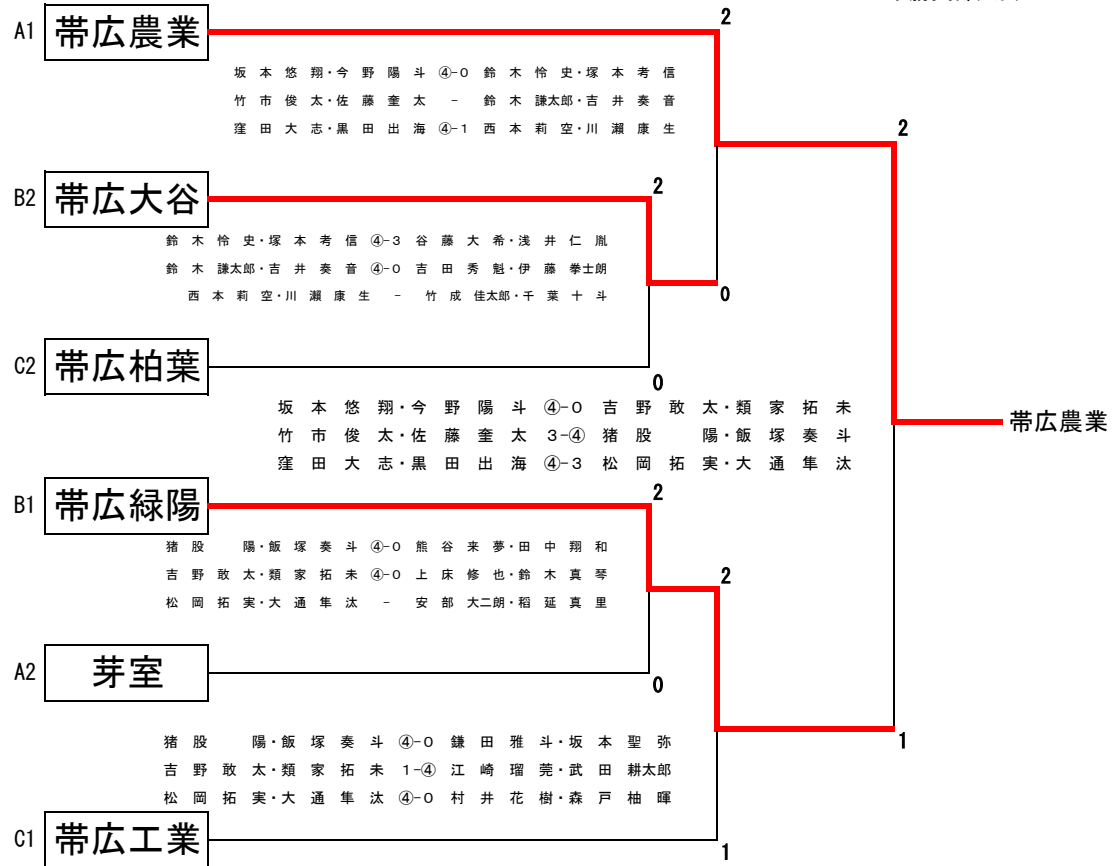 2
A1 帯広農業
坂本悠翔・今野陽斗 ④-0 鈴木怜史・塚本考信
竹市俊太・佐藤奎太 - 鈴木謙太郎・吉井奏音
窪田大志・黒田出海 ④-1 西本莉空・川瀬康生
2
B2 帯広大谷
2
鈴木怜史・塚本考信 ④-3 谷藤大希・浅井仁胤
鈴木謙太郎・吉井奏音 ④-0 吉田秀魁・伊藤拳士朗
西本莉空・川瀬康生 - 竹成佳太郎・千葉十斗
0
C2 帯広柏葉
0
坂本悠翔・今野陽斗 ④-0 吉野敢太・類家拓未
竹市俊太・佐藤奎太 3-④ 猪股陽・飯塚奏斗
窪田大志・黒田出海 ④-3 松岡拓実・大通隼汰
帯広農業
B1 帯広緑陽
2
猪股陽・飯塚奏斗 ④-0 熊谷来夢・田中翔和
吉野敢太・類家拓未 ④-0 上床修也・鈴木真琴
松岡拓実・大通隼汰 - 安部大二朗・稲延真里
2
A2 芽室
0
猪股陽・飯塚奏斗 ④-0 鎌田雅斗・坂本聖弥
吉野敢太・類家拓未 1-④ 江崎瑠莞・武田耕太郎
松岡拓実・大通隼汰 ④-0 村井花樹・森戸柚暉
1
C1 帯広工業
1